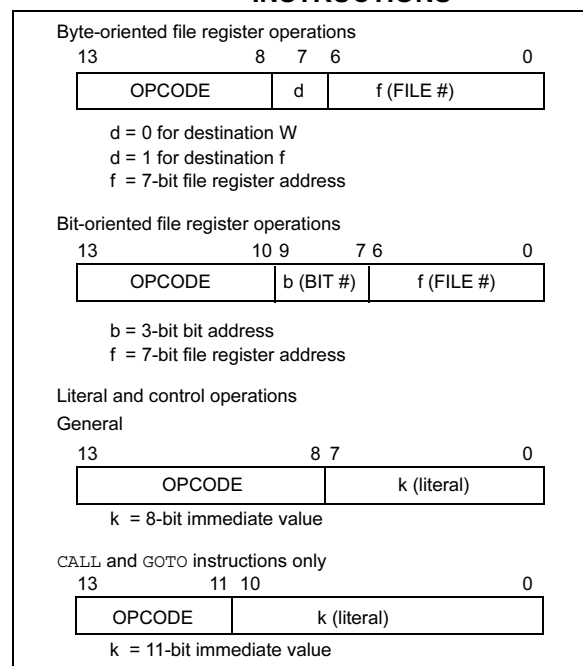 INSTRUCTIONS
Byte-oriented file register operations
13 8 7 6 0
OPCODE d f (FILE #)
d = 0 for destination W
d = 1 for destination f
f = 7-bit file register address
Bit-oriented file register operations
13 10 9 7 6 0
OPCODE b (BIT #) f (FILE #)
b = 3-bit bit address
f = 7-bit file register address
Literal and control operations
General
13 8 7 0
OPCODE k (literal)
k = 8-bit immediate value
CALL and GOTO instructions only
13 11 10 0
OPCODE k (literal)
k = 11-bit immediate value